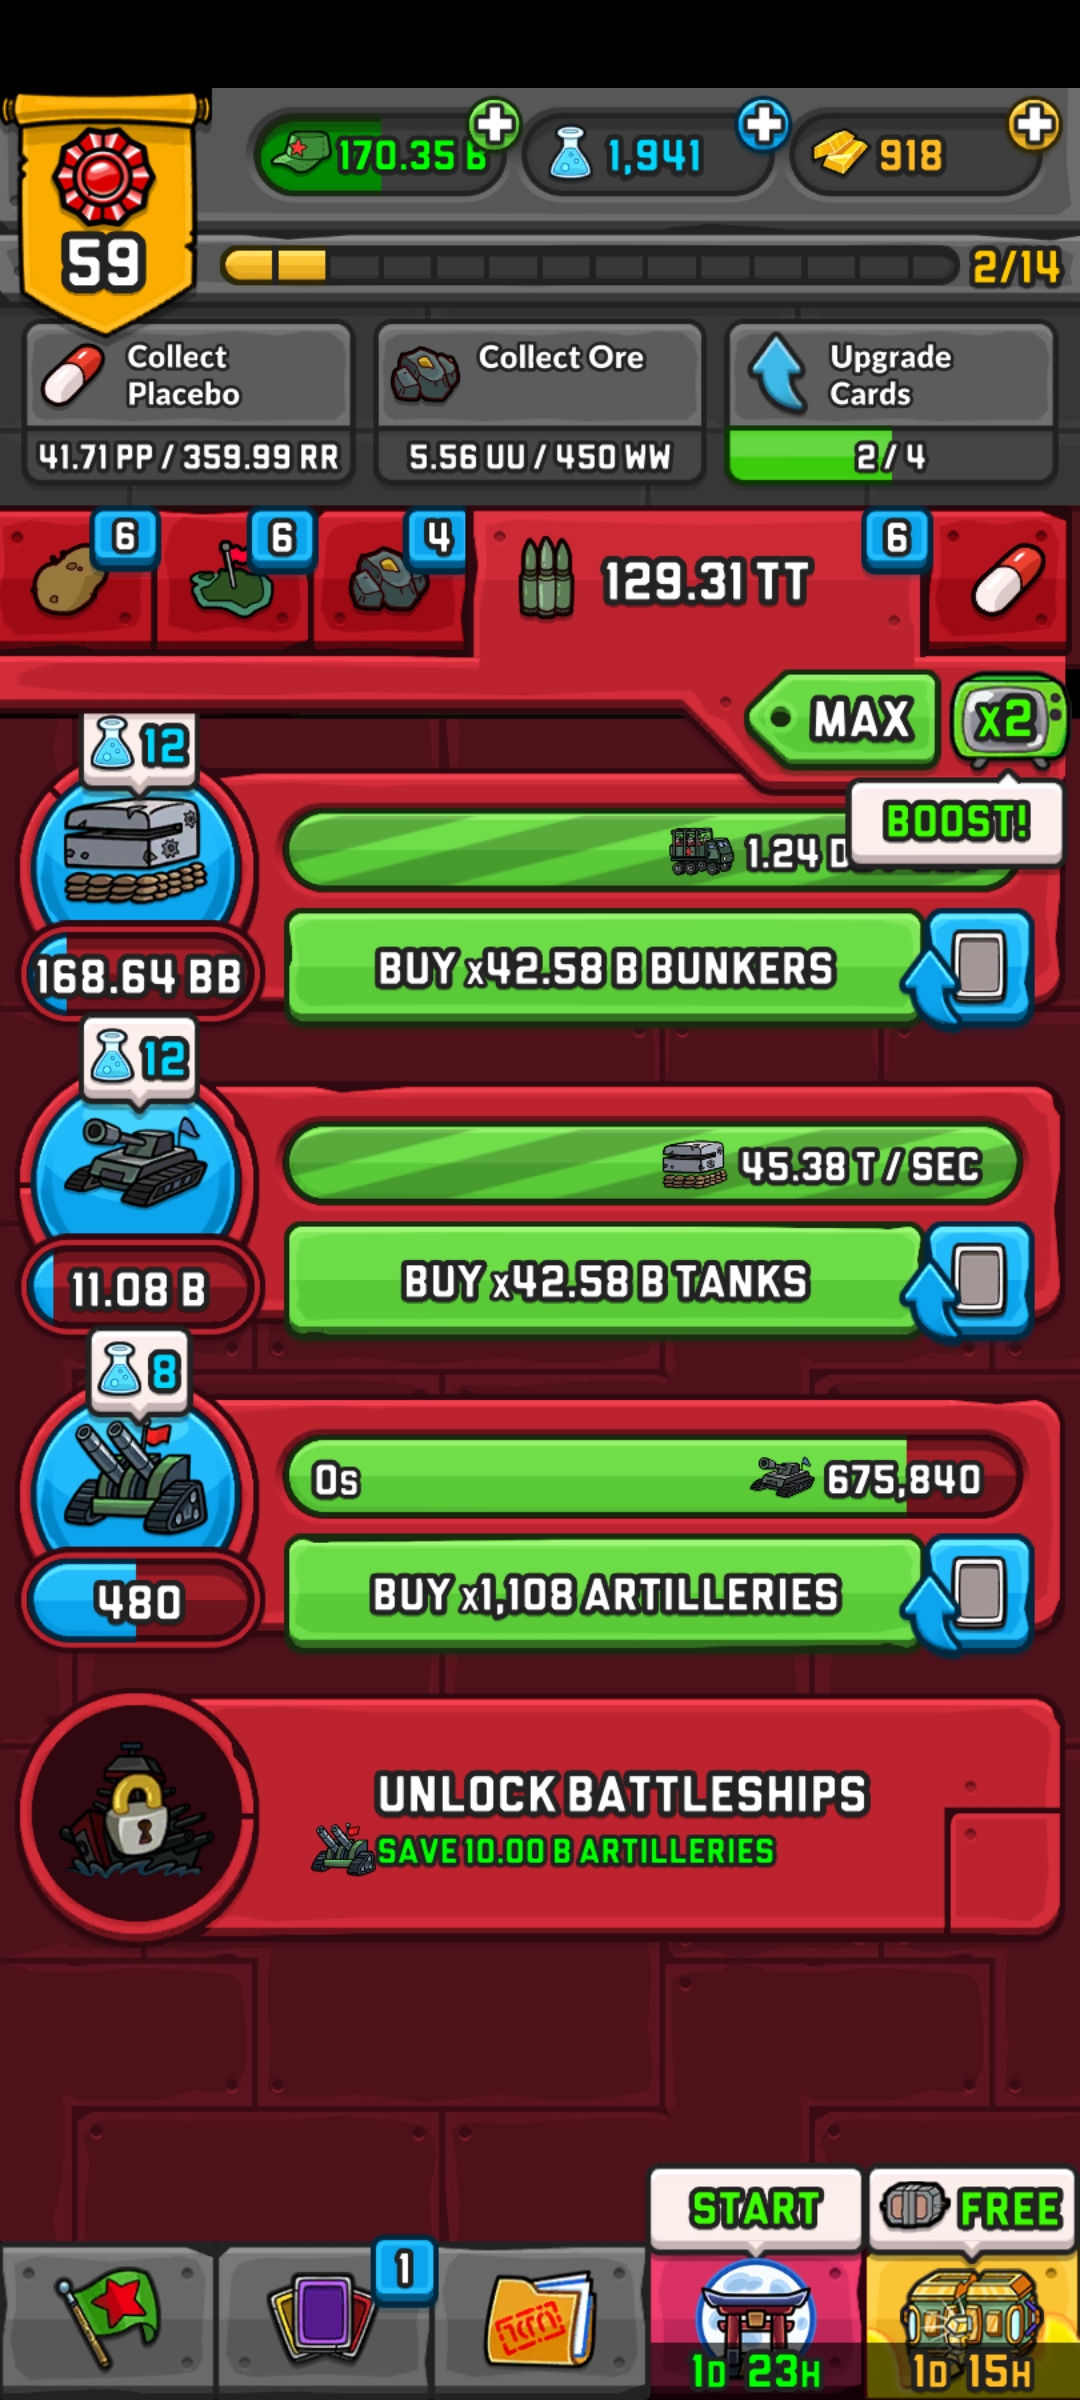 170.35 B
1,941
918
59
2/14
Collect
Placebo
41.71 PP / 359.99 RR
Collect Ore
5.56 UU / 450 WW
Upgrade
Cards
2/ 4
6
6
4
129.31 TT
6
MAX
x2
BOOST!
12
1.24
168.64 BB
BUY x42.58 B BUNKERS
12
45.38 T / SEC
11.08 B
BUY x42.58 B TANKS
8
0s
675,840
480
BUY x1,108 ARTILLERIES
UNLOCK BATTLESHIPS
SAVE 10.00 B ARTILLERIES
START
FREE
1
1D 23H
1D 15H